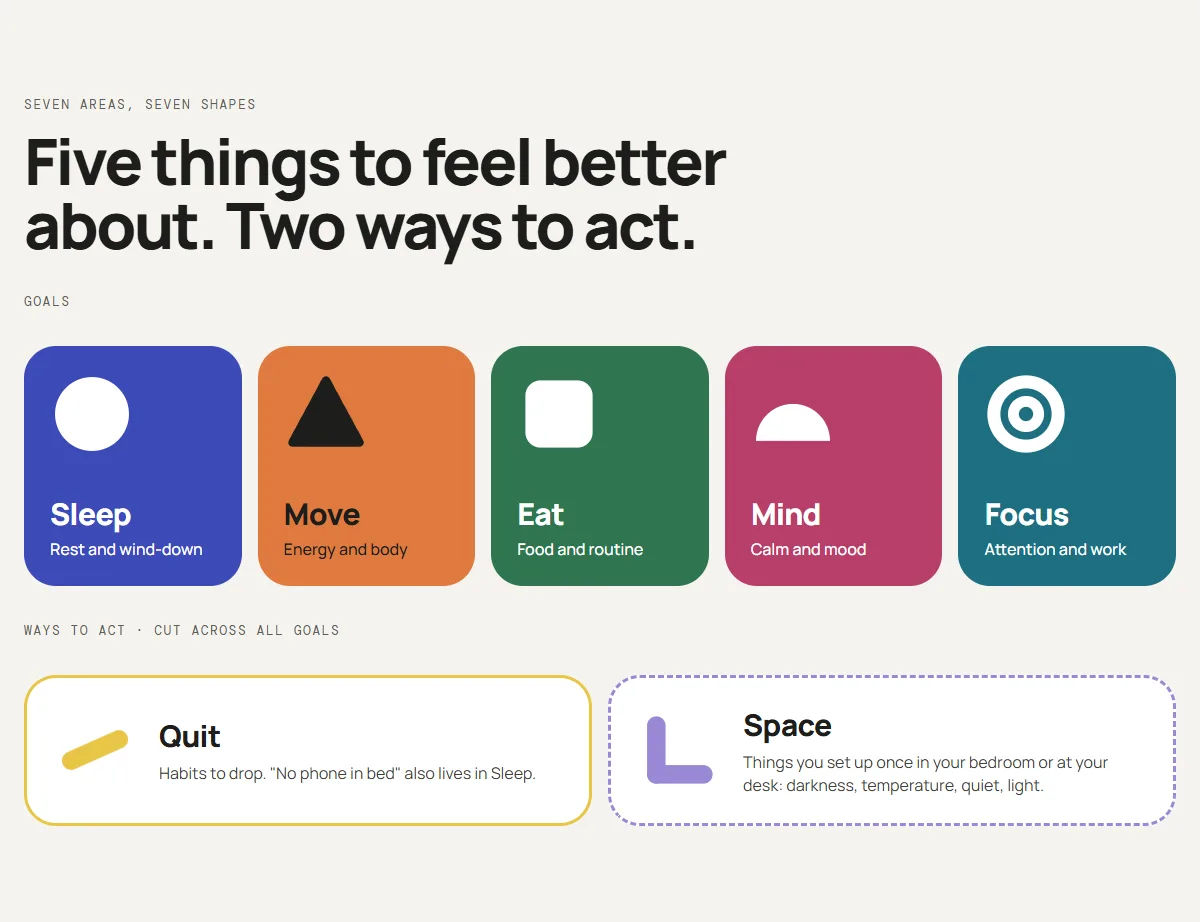 SEVEN AREAS, SEVEN SHAPES
Five things to feel better
about. Two ways to act.
GOALS
Sleep
Rest and wind-down
Move
Energy and body
Eat
Food and routine
Mind
Calm and mood
Focus
Attention and work
WAYS TO ACT · CUT ACROSS ALL GOALS
Quit
Habits to drop. "No phone in bed" also lives in Sleep.
Space
Things you set up once in your bedroom or at your
desk: darkness, temperature, quiet, light.